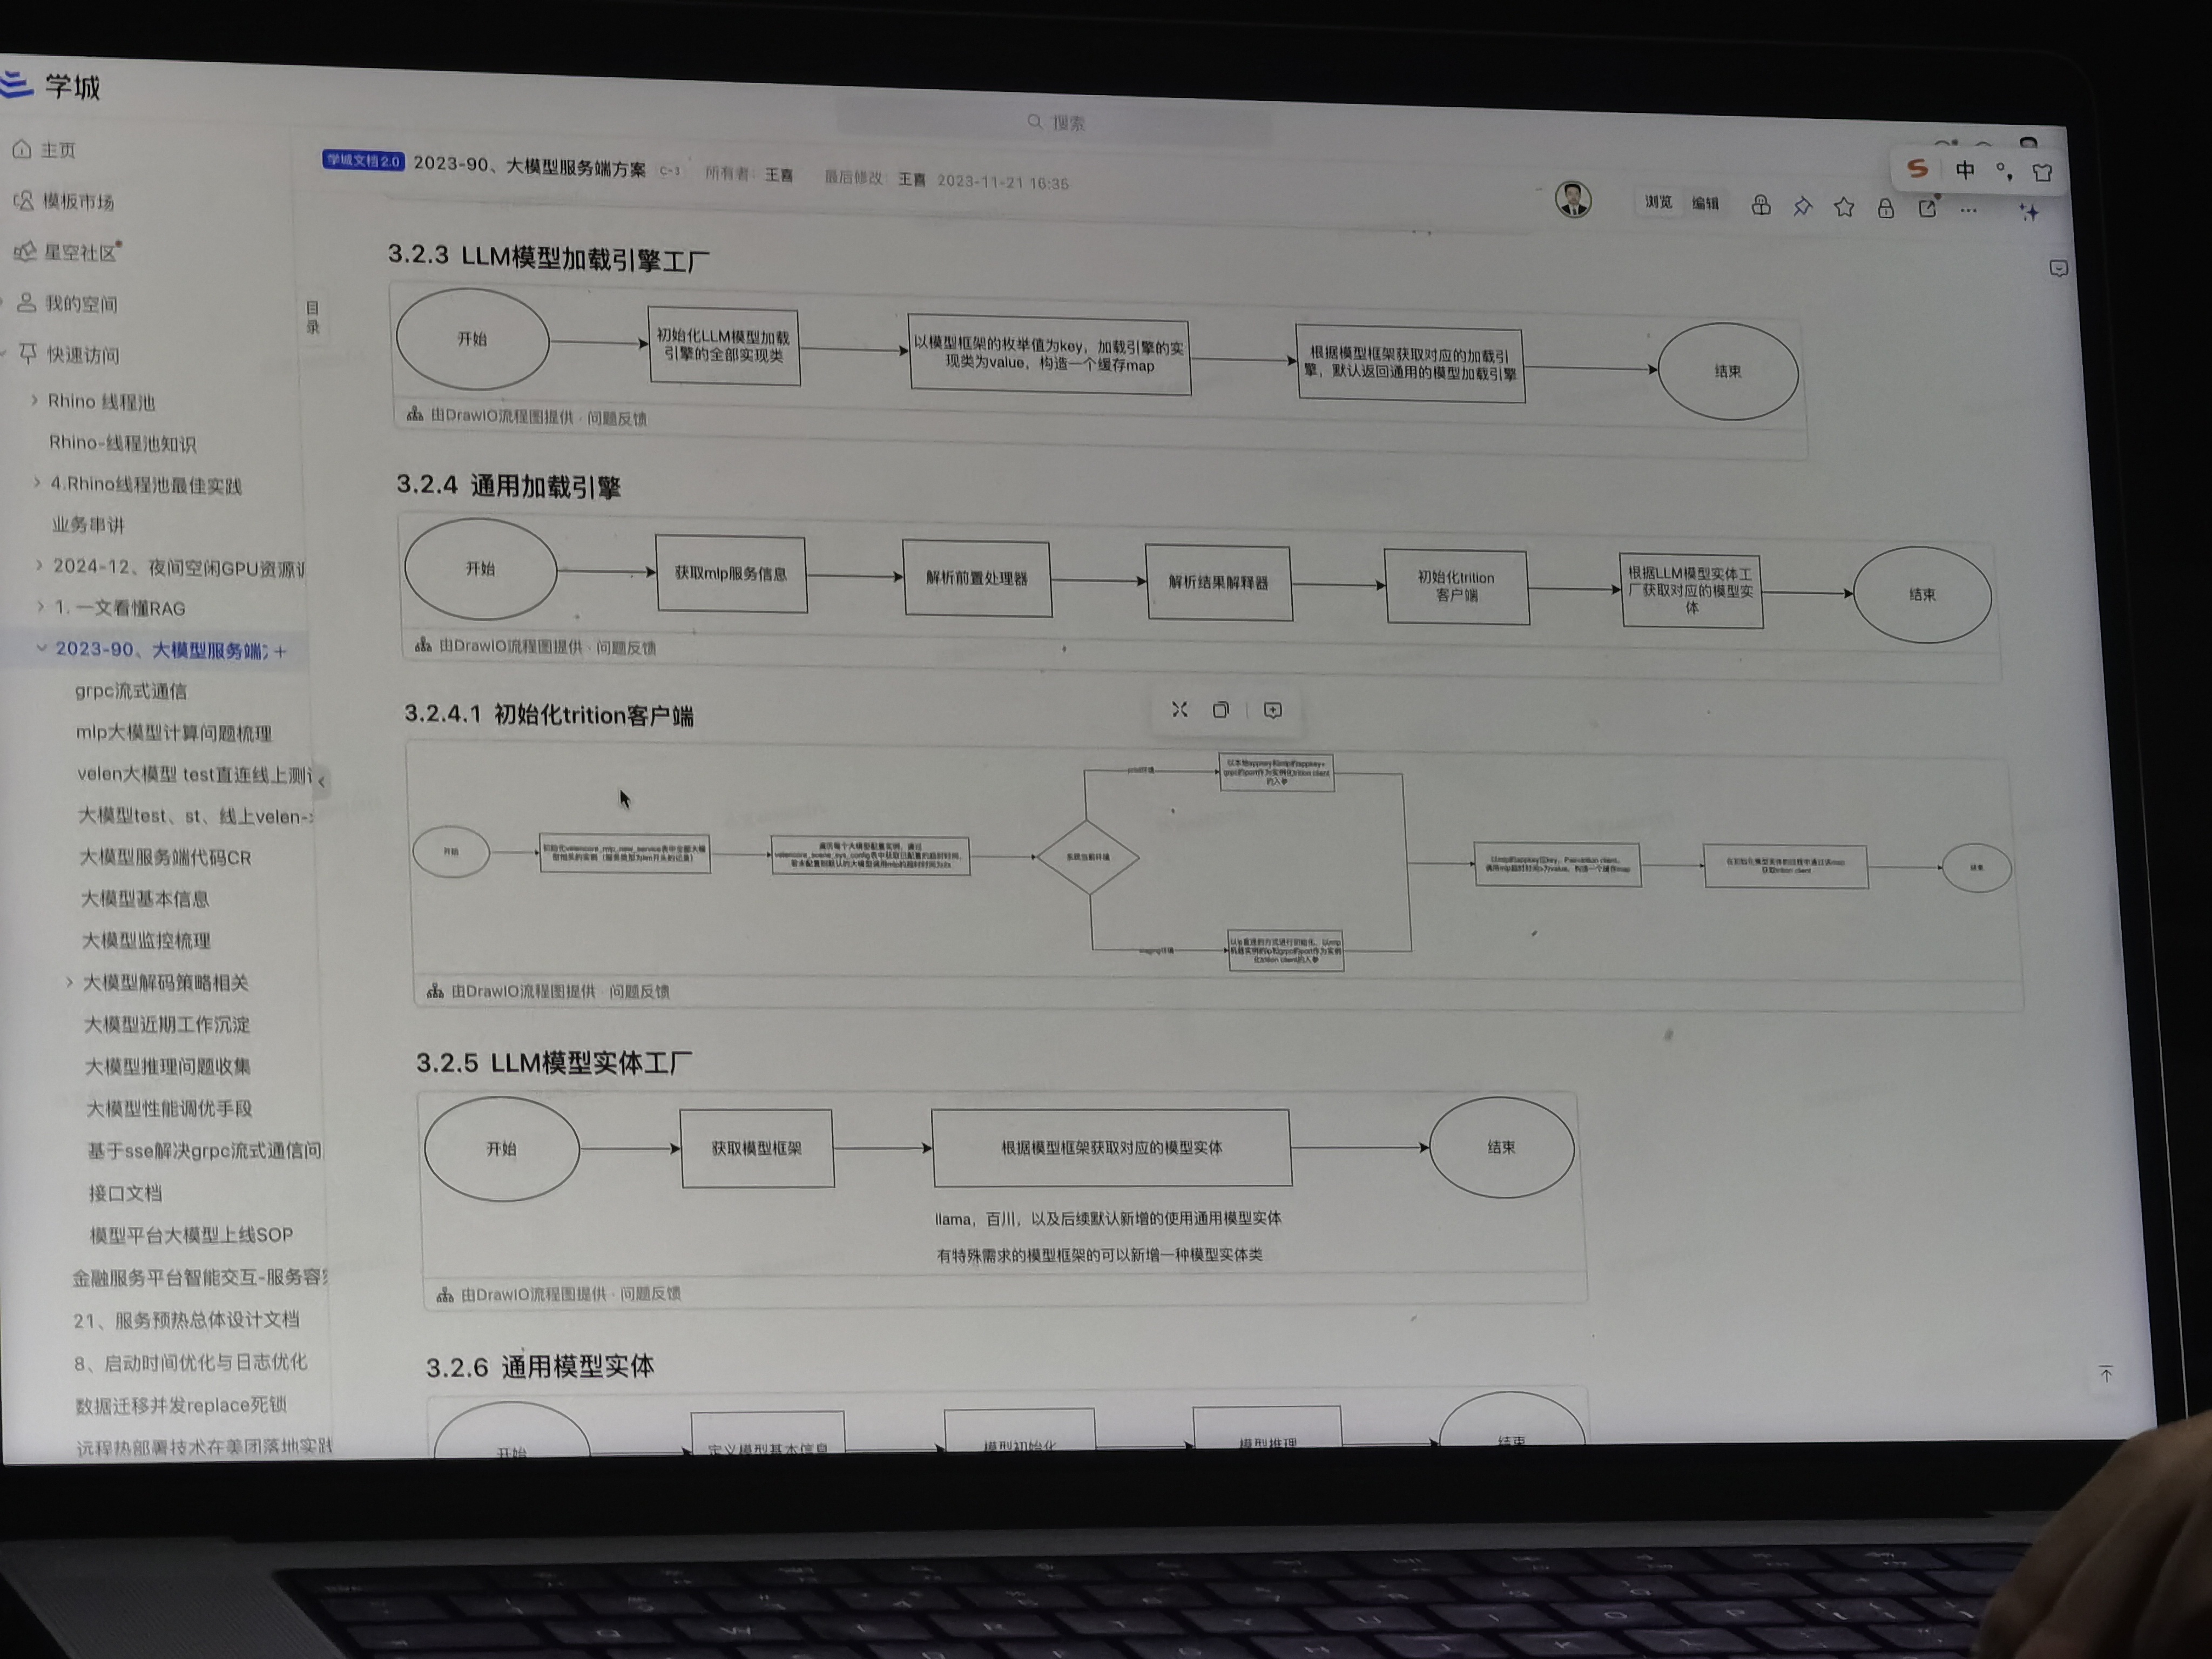 学城
搜索
主页
模板市场
星空社区
我的空间
快速访问
Rhino 线程池
Rhino-线程池知识
4.Rhino线程池最佳实践
业务串讲
2024-12、夜间空闲GPU资源
1. 一文看懂RAG
2023-90、大模型服务端
grpc流式通信
mlp大模型计算问题梳理
velen大模型 test直连线上测
大模型test、st、线上velen-
大模型服务端代码CR
大模型基本信息
大模型监控梳理
大模型解码策略相关
大模型近期工作沉淀
大模型推理问题收集
大模型性能调优手段
基于sse解决grpc流式通信问
接口文档
模型平台大模型上线SOP
金融服务平台智能交互-服务容
21、服务预热总体设计文档
8、启动时间优化与日志优化
数据迁移并发replace死锁
远程热部署技术在美团落地实践
目录
学城文档2.0 2023-90、大模型服务端方案 C-3 所有者：王喜 最后修改：王喜 2023-11-21 16:35
浏览 编辑
S 中 °,
3.2.3 LLM模型加载引擎工厂
开始
初始化LLM模型加载
引擎的全部实现类
以模型框架的枚举值为key，加载引擎的实
现类为value，构造一个缓存map
根据模型框架获取对应的加载引
擎，默认返回通用的模型加载引擎
结束
由DrawIO流程图提供 · 问题反馈
3.2.4 通用加载引擎
开始
获取mlp服务信息
解析前置处理器
解析结果解释器
初始化trition
客户端
根据LLM模型实体工
厂获取对应的模型实
体
结束
由DrawIO流程图提供 · 问题反馈
3.2.4.1 初始化trition客户端
开始
系统当前环境
结束
由DrawIO流程图提供 · 问题反馈
3.2.5 LLM模型实体工厂
开始
获取模型框架
根据模型框架获取对应的模型实体
结束
llama，百川，以及后续默认新增的使用通用模型实体
有特殊需求的模型框架的可以新增一种模型实体类
由DrawIO流程图提供 · 问题反馈
3.2.6 通用模型实体
开始
定义模型基本信息
模型初始化
模型推理
结束